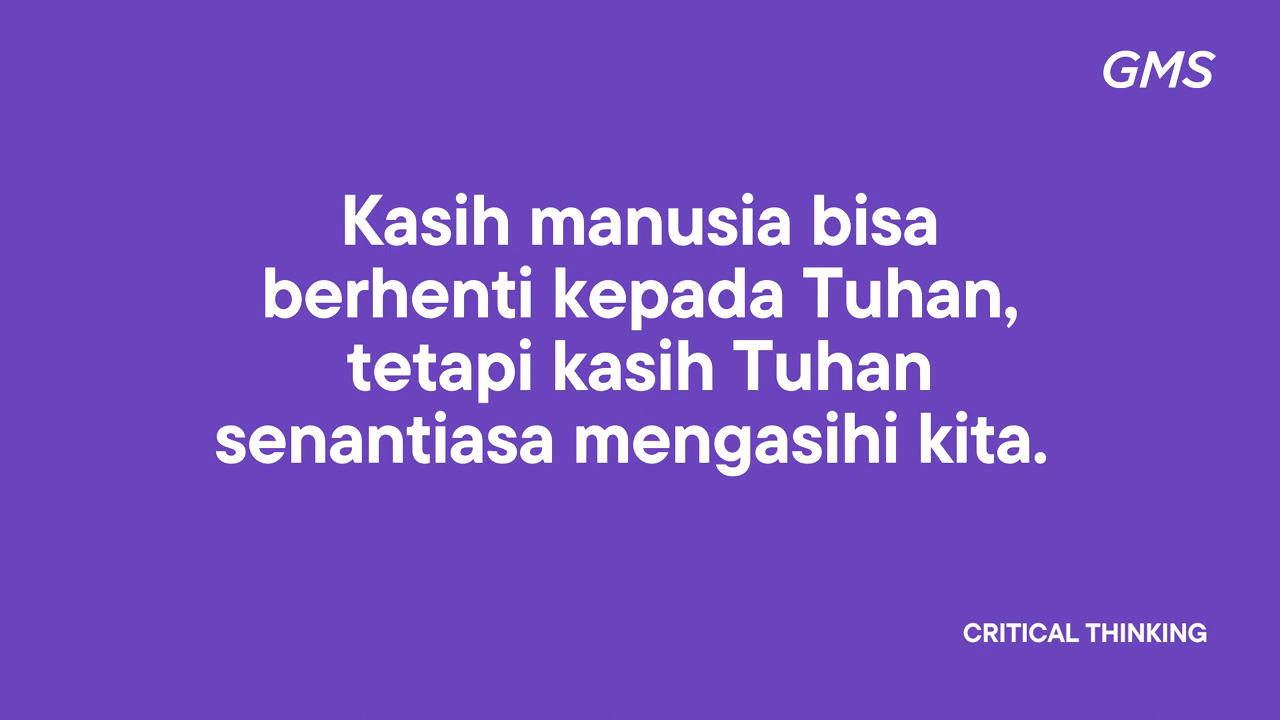 GMS
Kasih manusia bisa
berhenti kepada Tuhan,
tetapi kasih Tuhan
senantiasa mengasihi kita.
CRITICAL THINKING